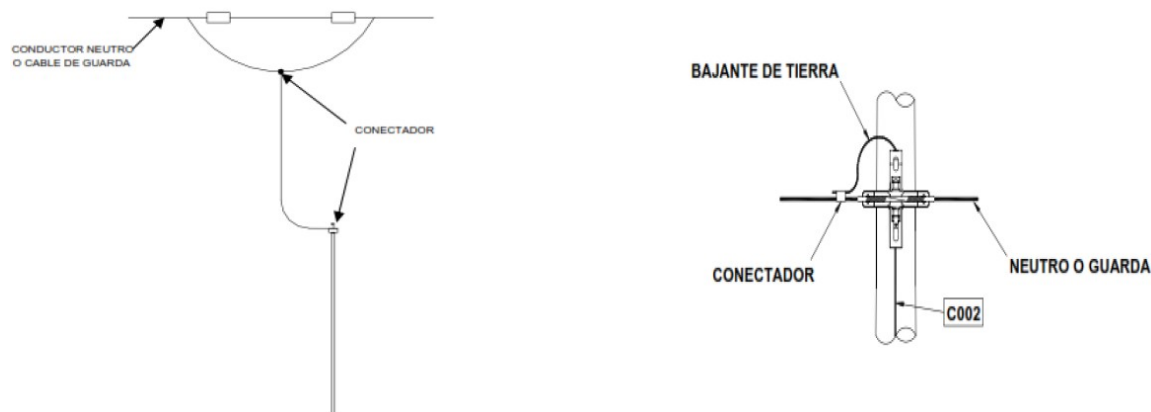 CONDUCTOR NEUTRO
O CABLE DE GUARDA
CONECTADOR
BAJANTE DE TIERRA
CONECTADOR
NEUTRO O GUARDA
C002